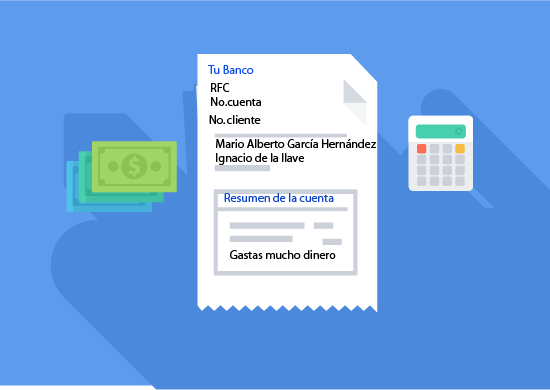 Tu Banco
RFC
No.cuenta
No.cliente
Mario Alberto García Hernández
Ignacio de la llave
Resumen de la cuenta
Gastas mucho dinero